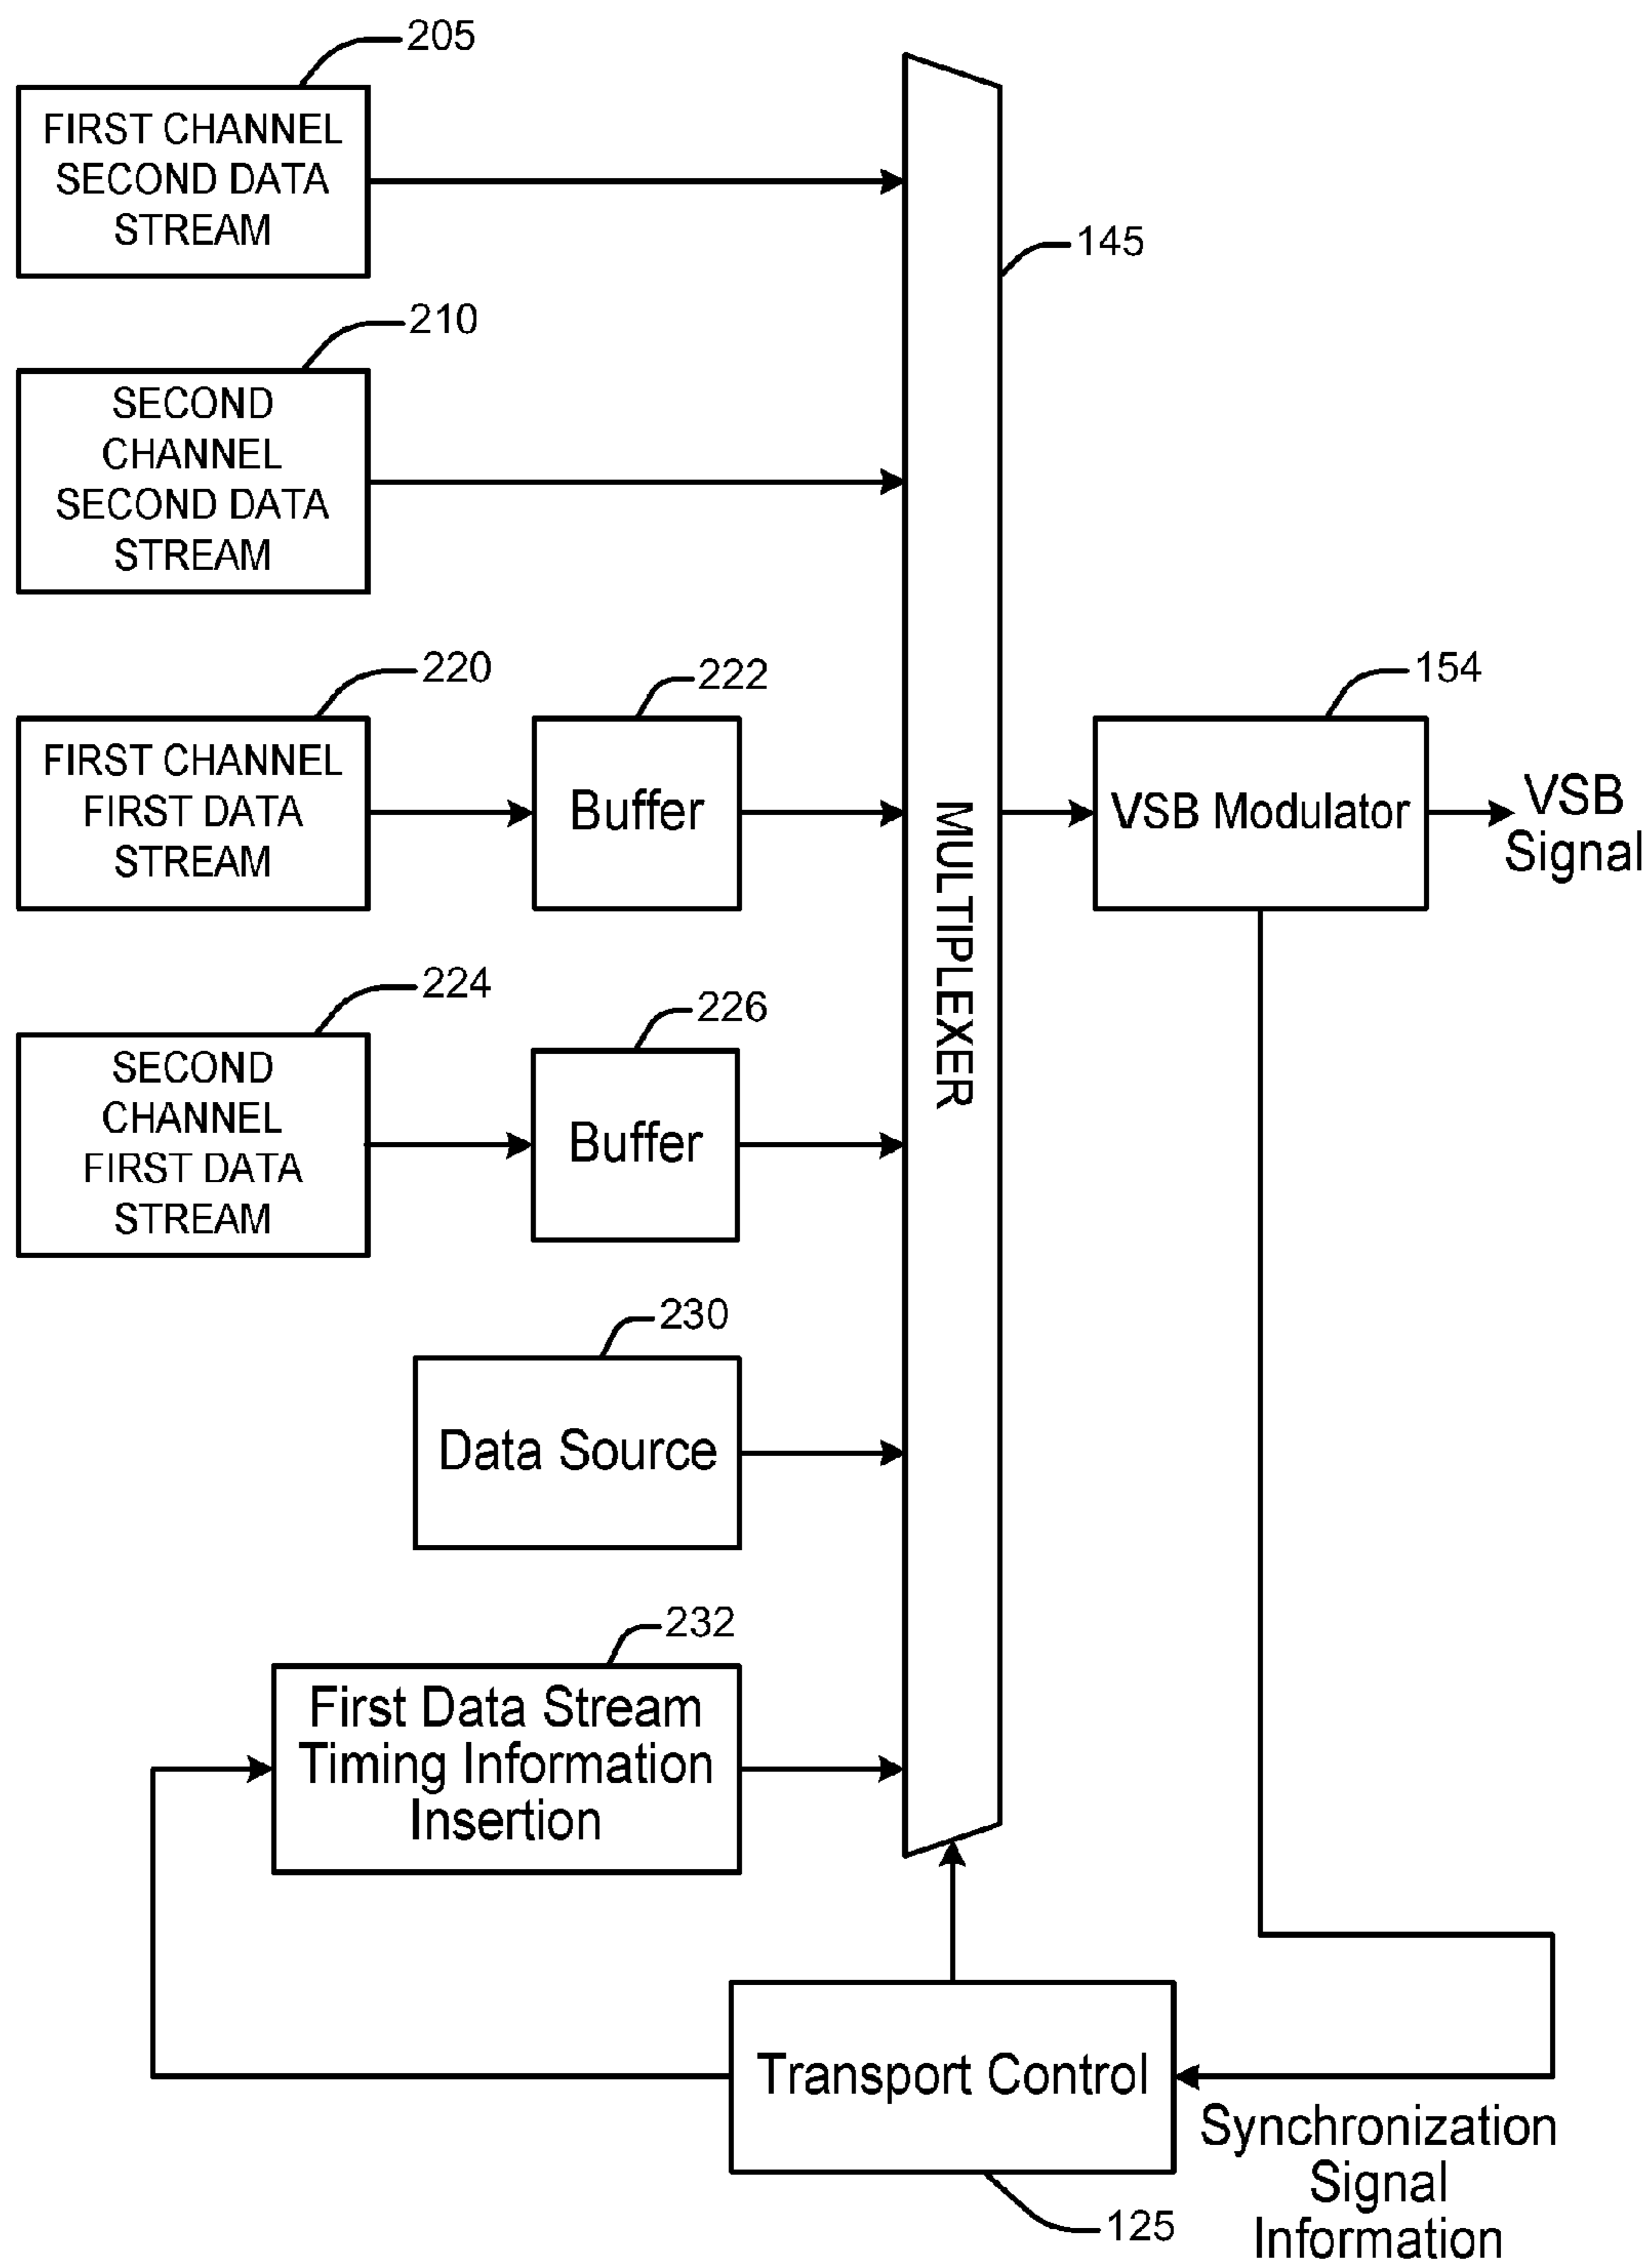 205
FIRST CHANNEL
SECOND DATA
STREAM
145
210
SECOND
CHANNEL
SECOND DATA
STREAM
220
FIRST CHANNEL
FIRST DATA
STREAM
222
Buffer
MULTIPLEXER
154
VSB Modulator
VSB
Signal
224
SECOND
CHANNEL
FIRST DATA
STREAM
226
Buffer
230
Data Source
232
First Data Stream
Timing Information
Insertion
Transport Control
125
Synchronization
Signal
Information